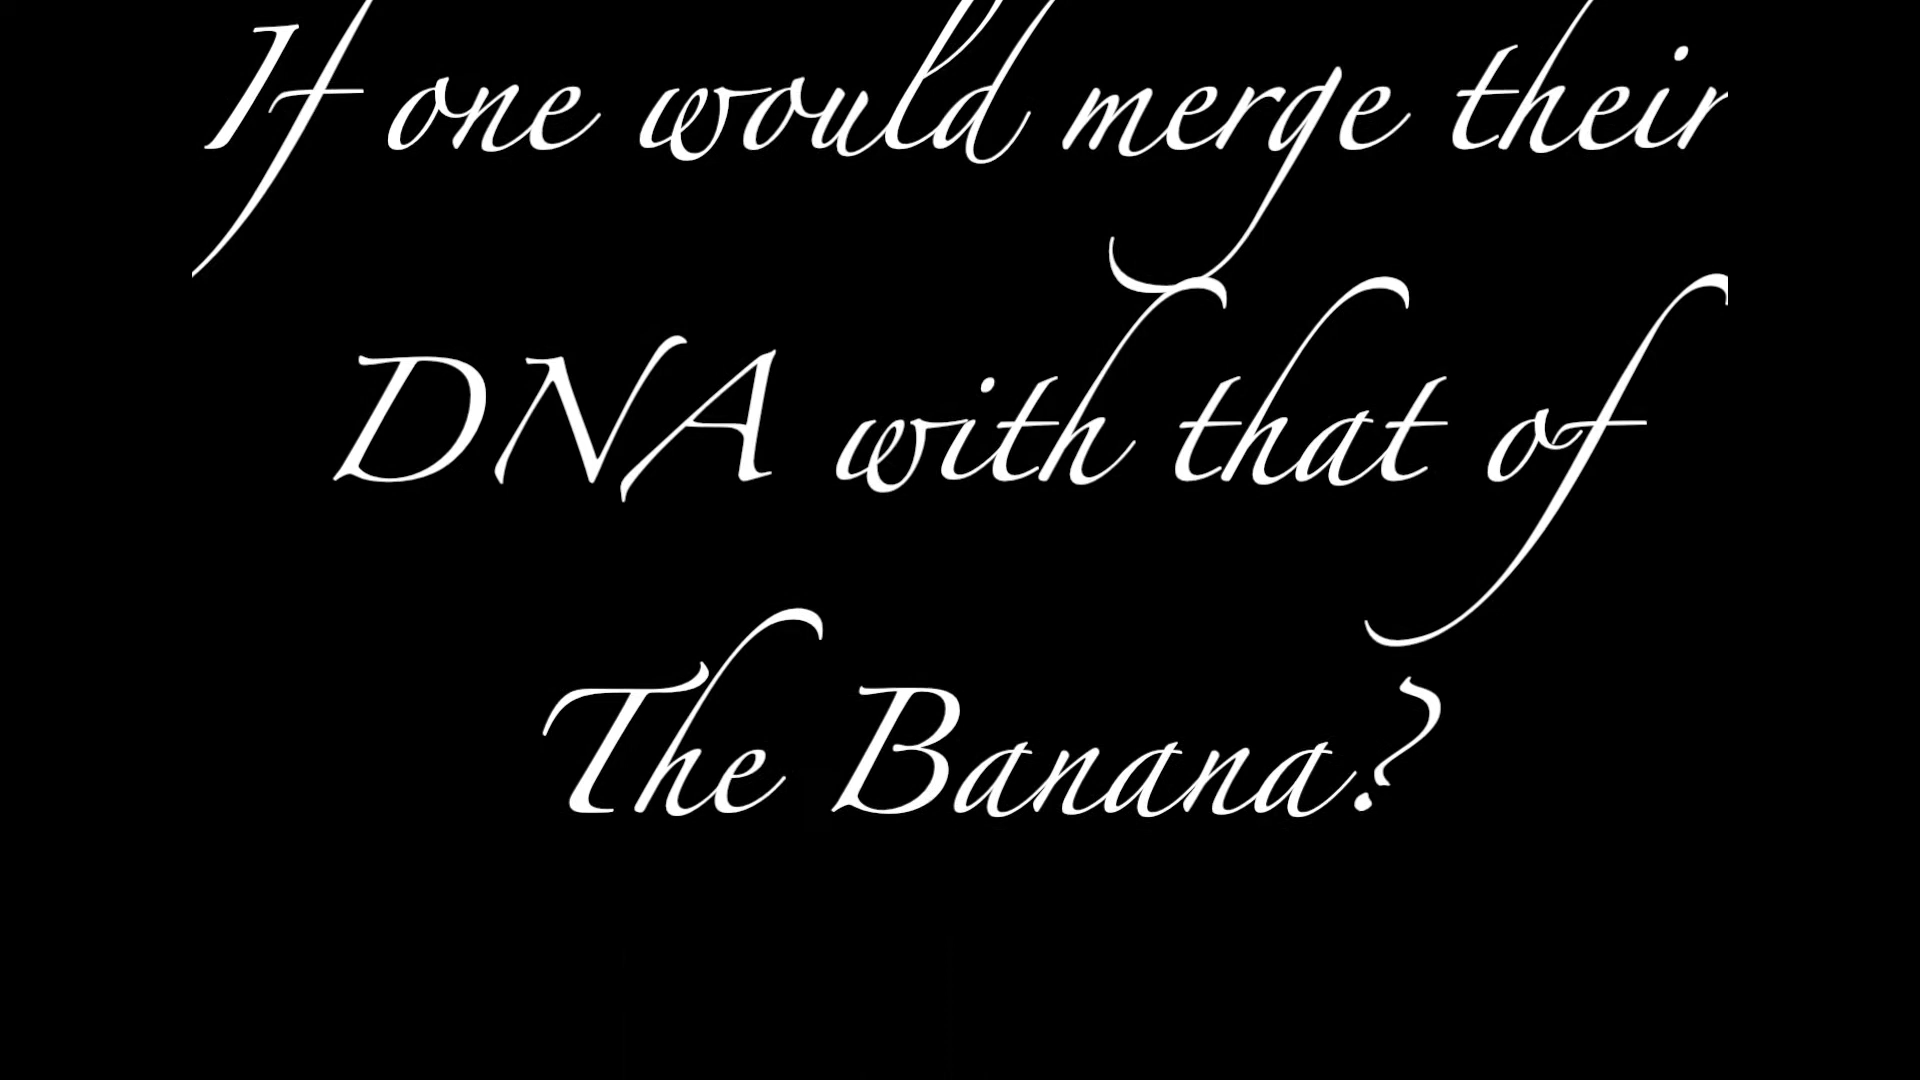 If one would merge their
DNA with that of
The Banana?